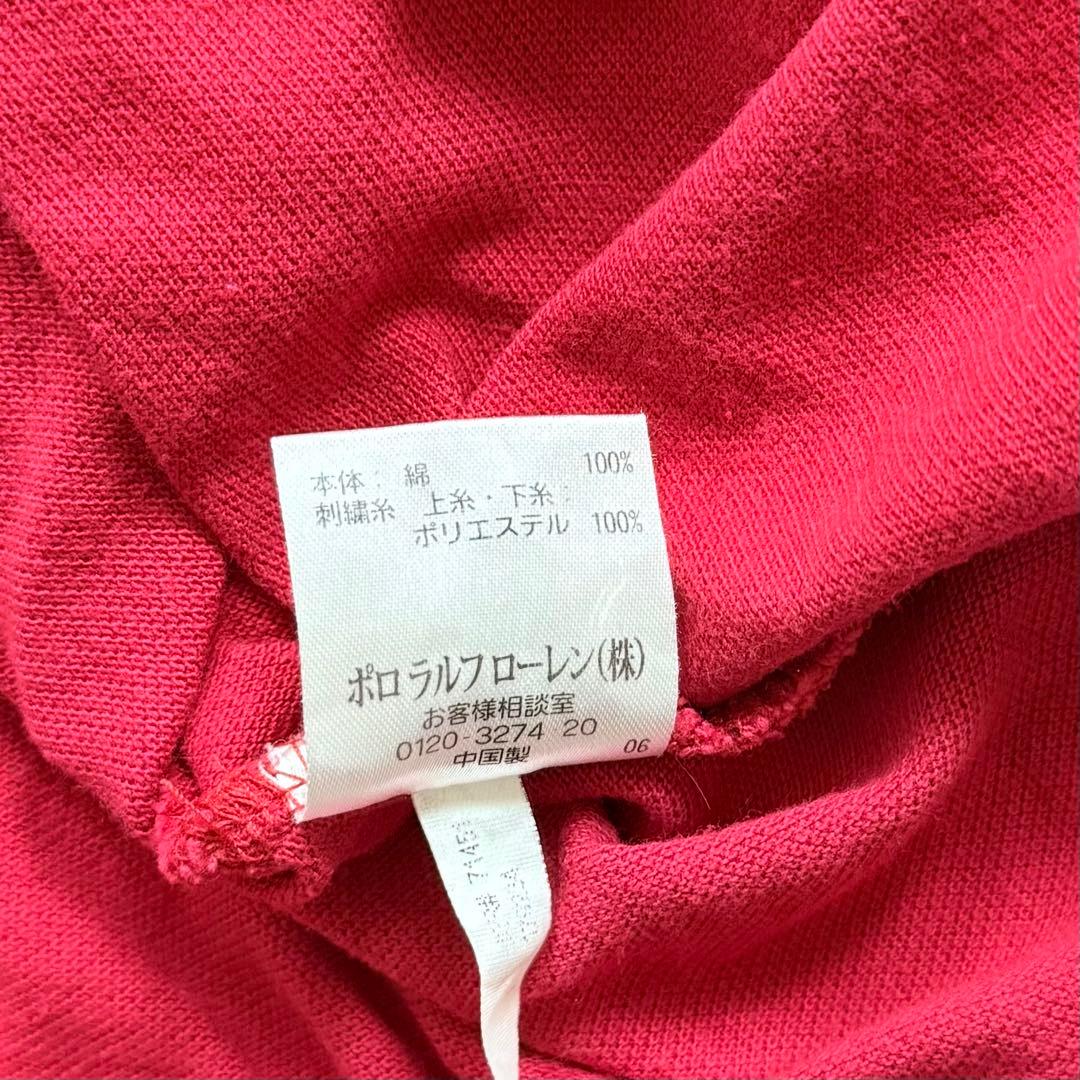 本体: 綿 100%
刺繍糸 上糸・下糸:
ポリエステル 100%
ポロ ラルフ ローレン(株)
お客様相談室
0120-3274 20
中国製 06